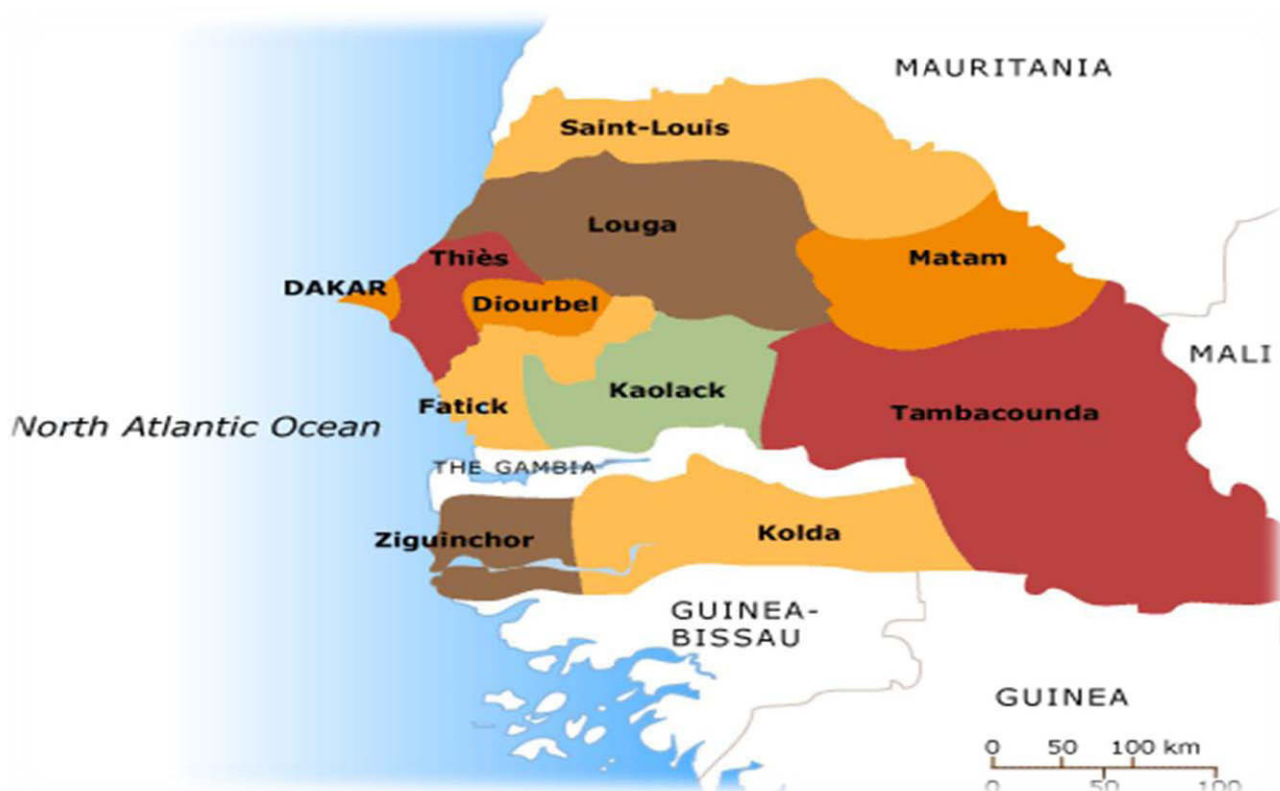 MAURITANIA
Saint-Louis
Louga
Thiès
Matam
DAKAR
Diourbel
MALI
Kaolack
Fatick
Tambacounda
North Atlantic Ocean
THE GAMBIA
Kolda
Ziguinchor
GUINEA-
BISSAU
GUINEA
0 50 100 km
0 50 100